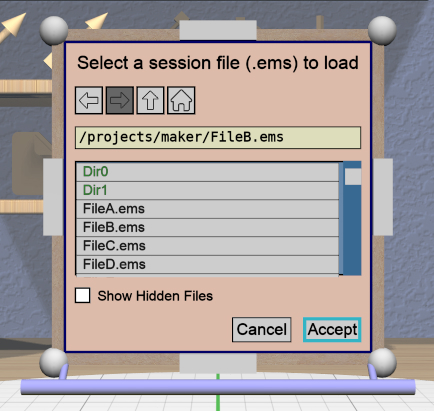 Select a session file (.ems) to load
/projects/maker/FileB.ems
Dir0
Dir1
FileA.ems
FileB.ems
FileC.ems
FileD.ems
Show Hidden Files
Cancel Accept